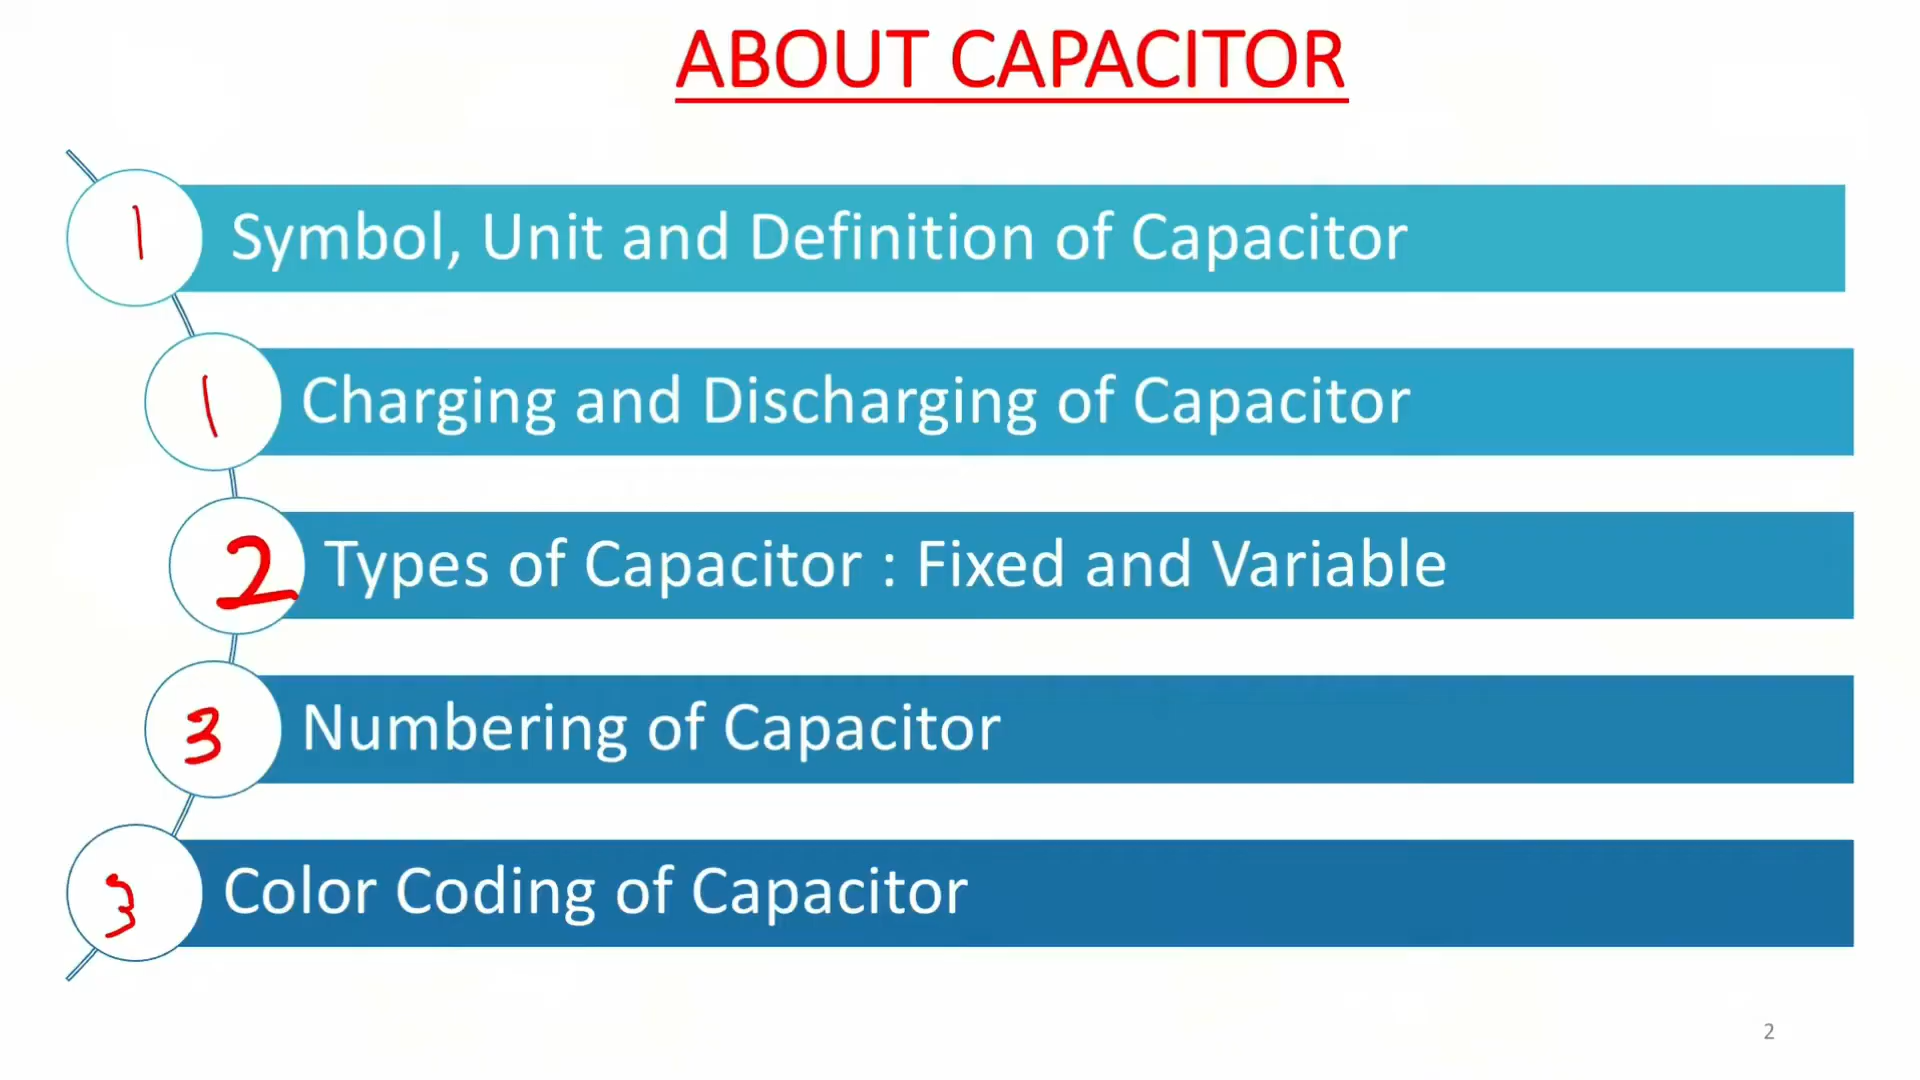 ABOUT CAPACITOR
1 Symbol, Unit and Definition of Capacitor
1 Charging and Discharging of Capacitor
2 Types of Capacitor : Fixed and Variable
3 Numbering of Capacitor
3 Color Coding of Capacitor
2